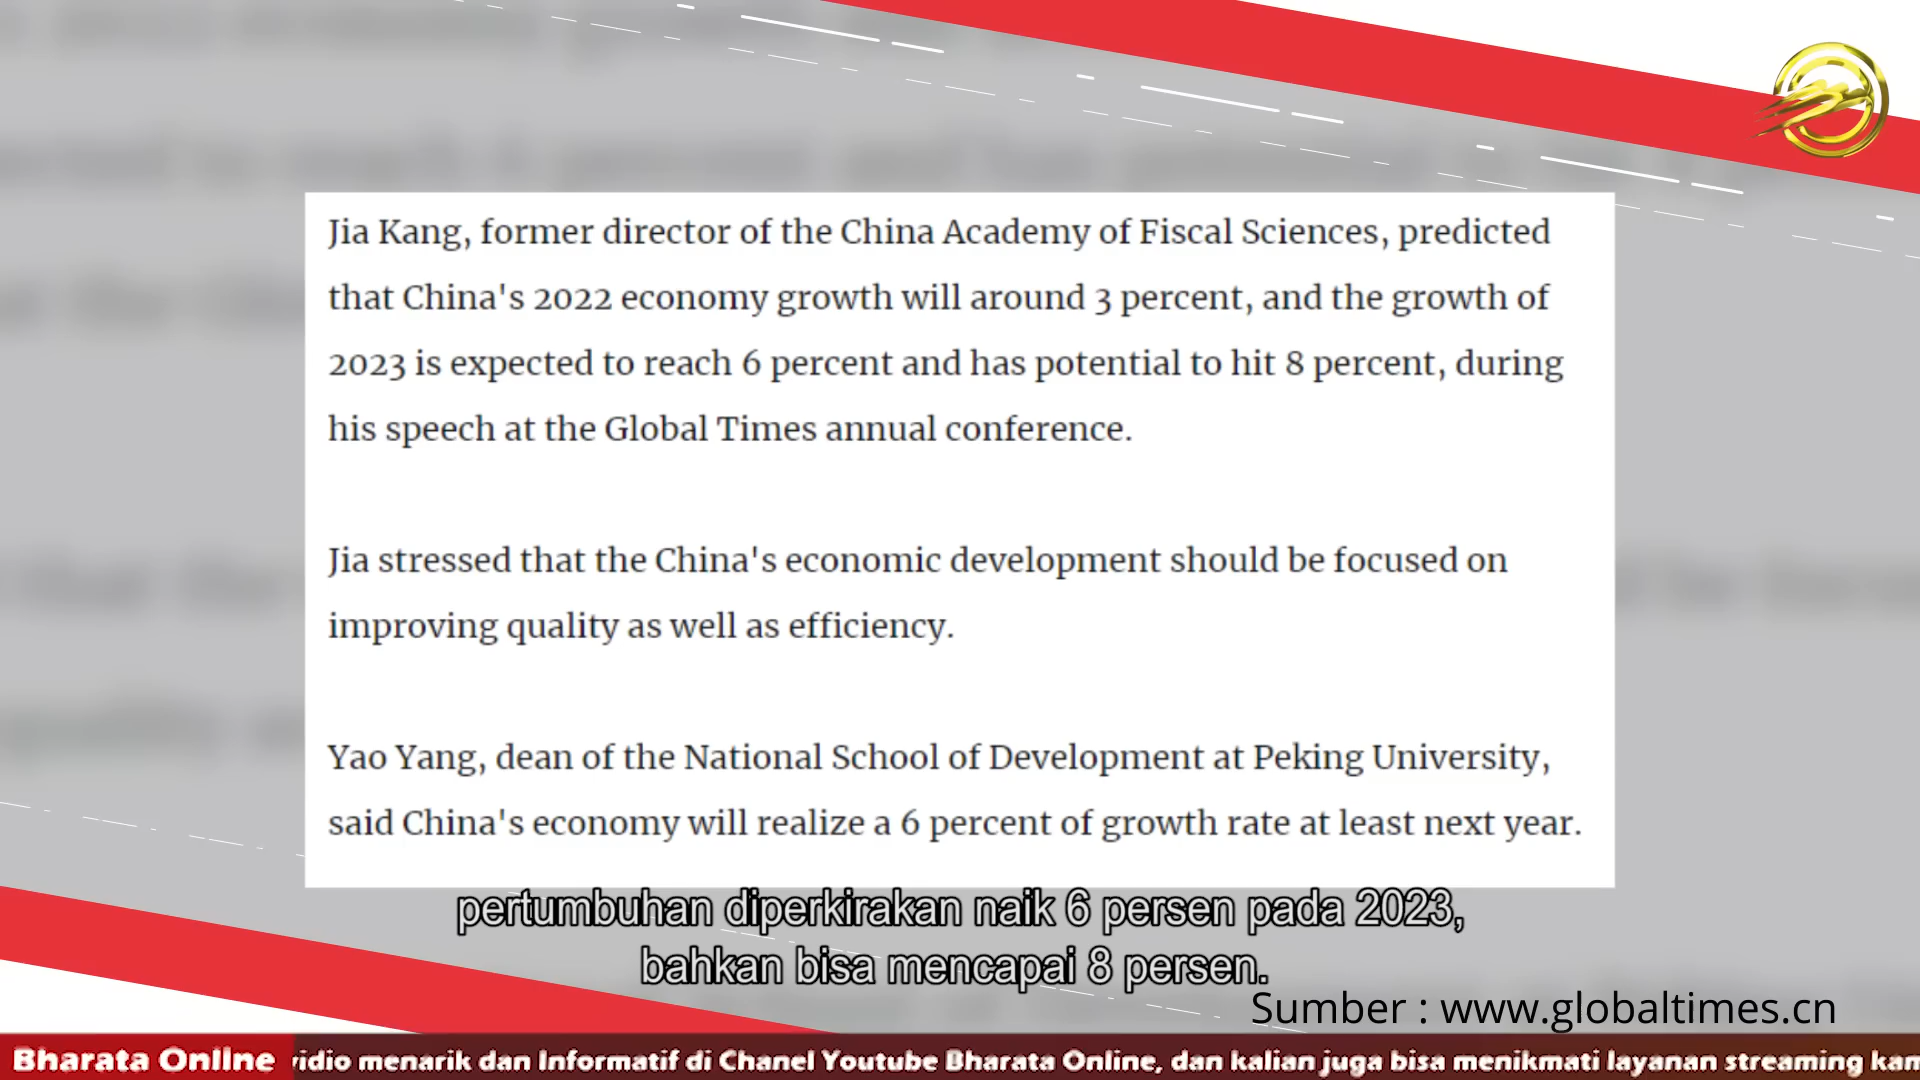 Jia Kang, former director of the China Academy of Fiscal Sciences, predicted
that China's 2022 economy growth will around 3 percent, and the growth of
2023 is expected to reach 6 percent and has potential to hit 8 percent, during
his speech at the Global Times annual conference.
Jia stressed that the China's economic development should be focused on
improving quality as well as efficiency.
Yao Yang, dean of the National School of Development at Peking University,
said China's economy will realize a 6 percent of growth rate at least next year.
pertumbuhan diperkirakan naik 6 persen pada 2023,
bahkan bisa mencapai 8 persen.
Sumber : www.globaltimes.cn
Bharata Online menarik dan Informatif di Chanel Youtube Bharata Online, dan kalian juga bisa menikmati layanan streaming